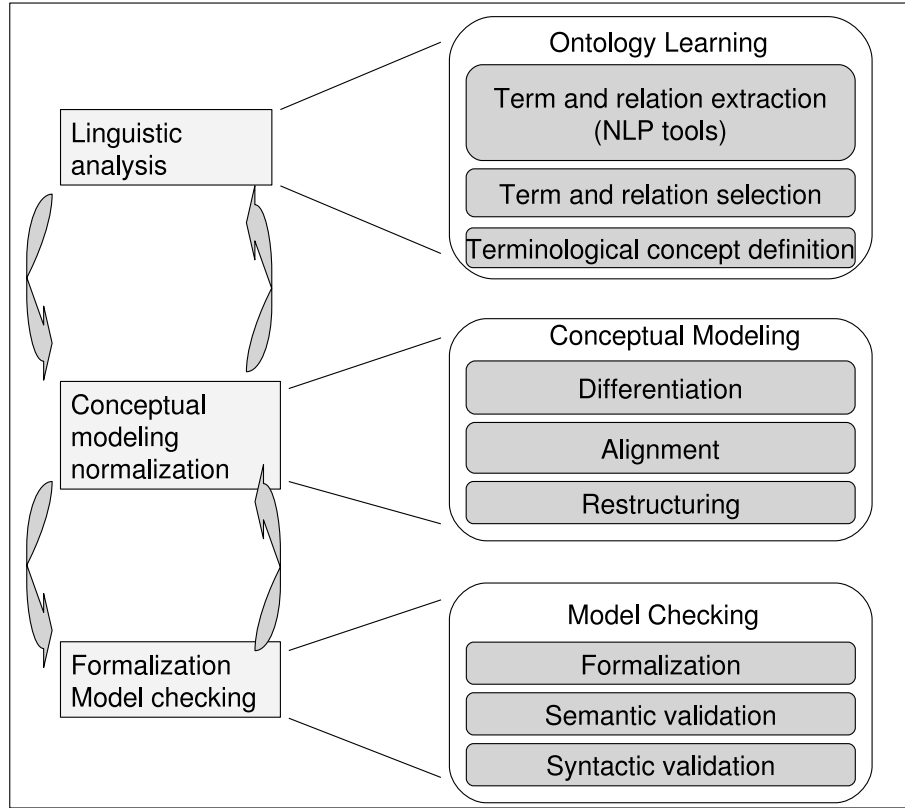 Linguistic
analysis
Ontology Learning
Term and relation extraction
(NLP tools)
Term and relation selection
Terminological concept definition
Conceptual
modeling
normalization
Conceptual Modeling
Differentiation
Alignment
Restructuring
Formalization
Model checking
Model Checking
Formalization
Semantic validation
Syntactic validation